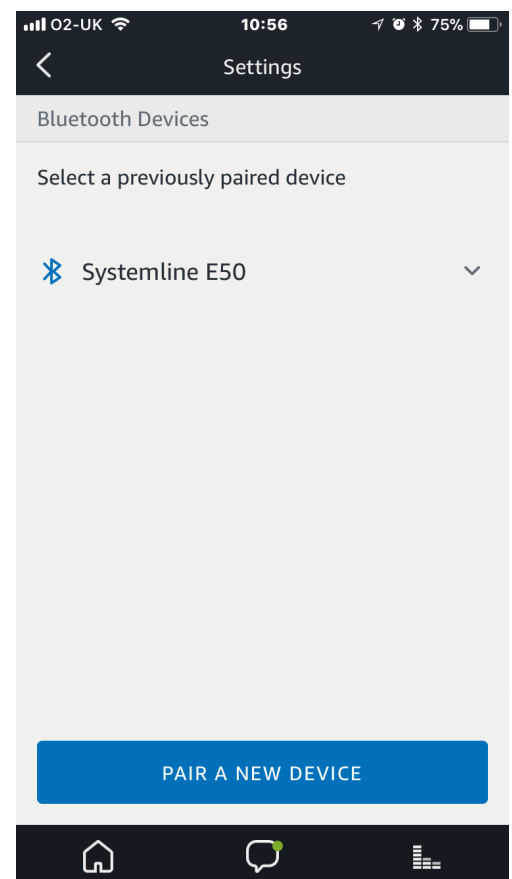 O2-UK 10:56 75%
Settings
Bluetooth Devices
Select a previously paired device
Systemline E50
PAIR A NEW DEVICE